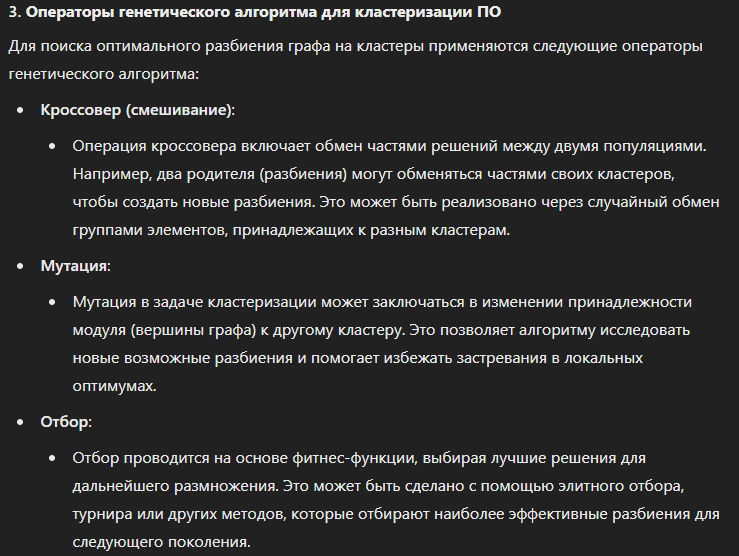 3. Операторы генетического алгоритма для кластеризации ПО
Для поиска оптимального разбиения графа на кластеры применяются следующие операторы
генетического алгоритма:
• Кроссовер (смешивание):
• Операция кроссовера включает обмен частями решений между двумя популяциями.
Например, два родителя (разбиения) могут обменяться частями своих кластеров,
чтобы создать новые разбиения. Это может быть реализовано через случайный обмен
группами элементов, принадлежащих к разным кластерам.
• Мутация:
• Мутация в задаче кластеризации может заключаться в изменении принадлежности
модуля (вершины графа) к другому кластеру. Это позволяет алгоритму исследовать
новые возможные разбиения и помогает избежать застревания в локальных
оптимумах.
• Отбор:
• Отбор проводится на основе фитнес-функции, выбирая лучшие решения для
дальнейшего размножения. Это может быть сделано с помощью элитного отбора,
турнира или других методов, которые отбирают наиболее эффективные разбиения для
следующего поколения.